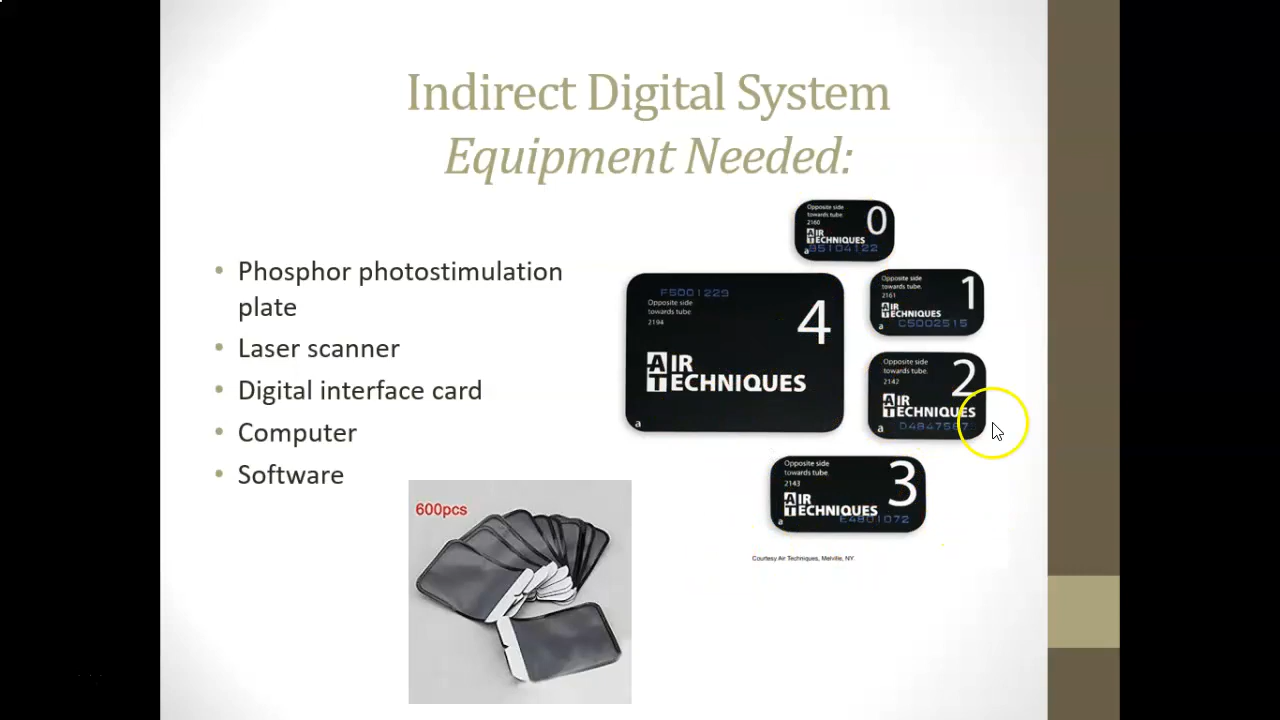 Indirect Digital System
Equipment Needed:
• Phosphor photostimulation
plate
• Laser scanner
• Digital interface card
• Computer
• Software
600pcs
Opposite side
towards tube.
2160
0
AIR
TECHNIQUES
a
B5104122
F5001223
Opposite side
towards tube.
2194
4
AIR
TECHNIQUES
a
Opposite side
towards tube.
2161
1
AIR
TECHNIQUES
a
C5002515
Opposite side
towards tube.
2142
2
AIR
TECHNIQUES
a
Opposite side
towards tube.
2143
3
AIR
TECHNIQUES
a
E4801072
Courtesy Air Techniques, Melville, NY